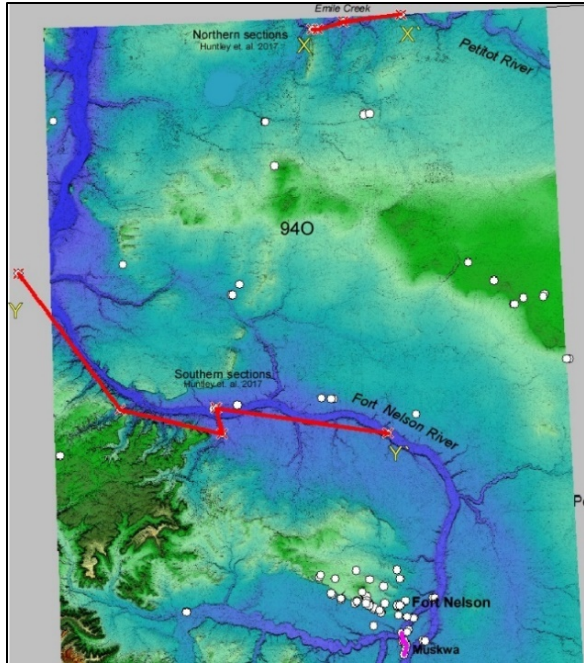 Emile Creek
Northern sections
Huntley et. al. 2017
X
X'
Petitot River
94O
Y
Southern sections
Huntley et. al. 2017
Fort Nelson River
Y'
Fort Nelson
Muskwa